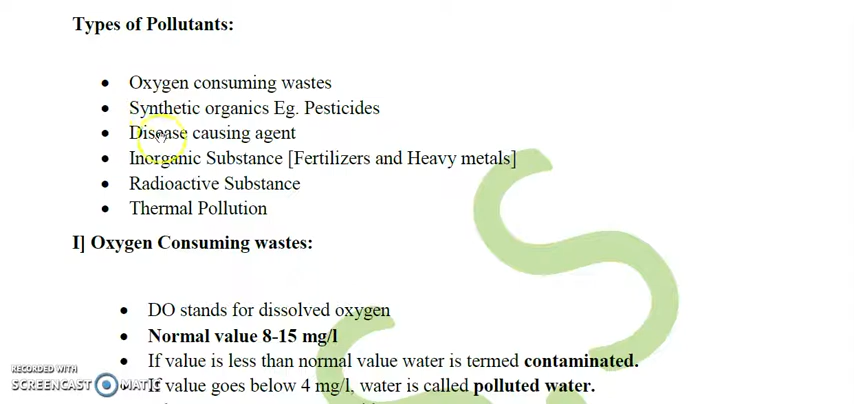 Types of Pollutants:
• Oxygen consuming wastes
• Synthetic organics Eg. Pesticides
• Disease causing agent
• Inorganic Substance [Fertilizers and Heavy metals]
• Radioactive Substance
• Thermal Pollution
I] Oxygen Consuming wastes:
• DO stands for dissolved oxygen
• Normal value 8-15 mg/l
• If value is less than normal value water is termed contaminated.
RECORDED WITH
SCREENCAST MATIC
• If value goes below 4 mg/l, water is called polluted water.